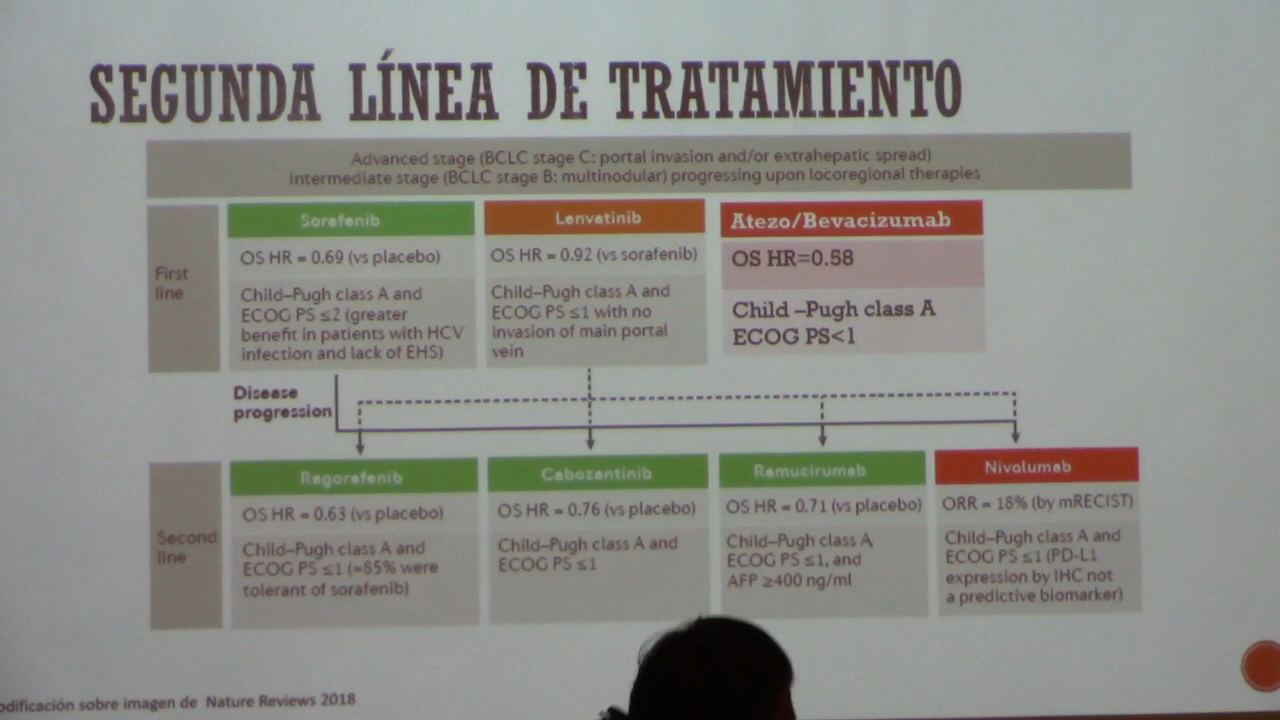 SEGUNDA LÍNEA DE TRATAMIENTO
Advanced stage (BCLC stage C: portal invasion and/or extrahepatic spread)
Intermediate stage (BCLC stage B: multinodular) progressing upon locoregional therapies
First
line
Sorafenib
OS HR = 0.69 (vs placebo)
Child–Pugh class A and
ECOG PS ≤2 (greater
benefit in patients with HCV
infection and lack of EHS)
Lenvatinib
OS HR = 0.92 (vs sorafenib)
Child–Pugh class A and
ECOG PS ≤1 with no
invasion of main portal
vein
Atezo/Bevacizumab
OS HR=0.58
Child –Pugh class A
ECOG PS<1
Disease
progression
Second
line
Regorafenib
OS HR = 0.63 (vs placebo)
Child–Pugh class A and
ECOG PS ≤1 (≈85% were
tolerant of sorafenib)
Cabozantinib
OS HR = 0.76 (vs placebo)
Child–Pugh class A and
ECOG PS ≤1
Ramucirumab
OS HR = 0.71 (vs placebo)
Child–Pugh class A,
ECOG PS ≤1, and
AFP ≥400 ng/ml
Nivolumab
ORR = 18% (by mRECIST)
Child–Pugh class A and
ECOG PS ≤1 (PD-L1
expression by IHC not
a predictive biomarker)
odificación sobre imagen de Nature Reviews 2018